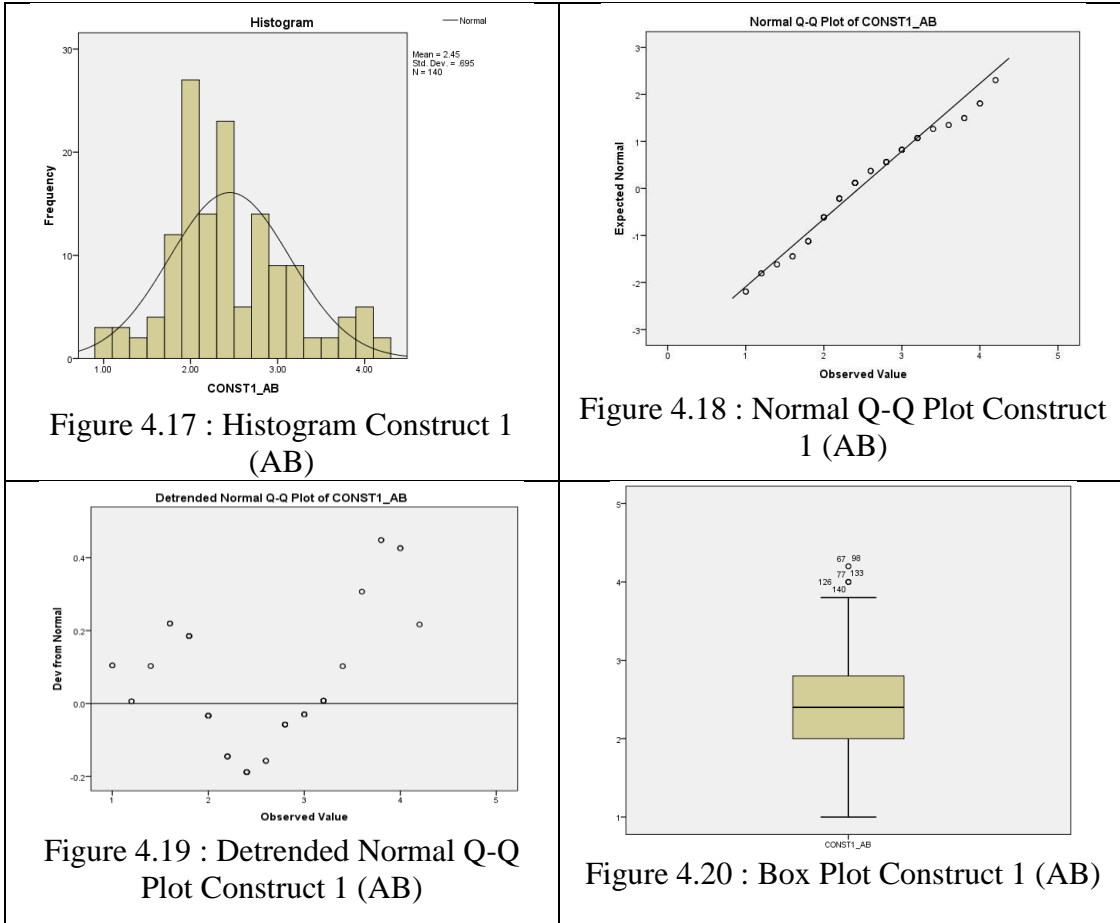 Histogram
Normal
Mean = 2.45
Std. Dev. = .695
N = 140
30
20
10
0
Frequency
1.00 2.00 3.00 4.00
CONST1_AB
Figure 4.17 : Histogram Construct 1
(AB)
Normal Q-Q Plot of CONST1_AB
3
2
1
0
-1
-2
-3
Expected Normal
0 1 2 3 4 5
Observed Value
Figure 4.18 : Normal Q-Q Plot Construct
1 (AB)
Detrended Normal Q-Q Plot of CONST1_AB
0.4
0.2
0.0
-0.2
Dev from Normal
1 2 3 4 5
Observed Value
Figure 4.19 : Detrended Normal Q-Q
Plot Construct 1 (AB)
5
67 98
77 133
4
126
140
3
2
1
CONST1_AB
Figure 4.20 : Box Plot Construct 1 (AB)